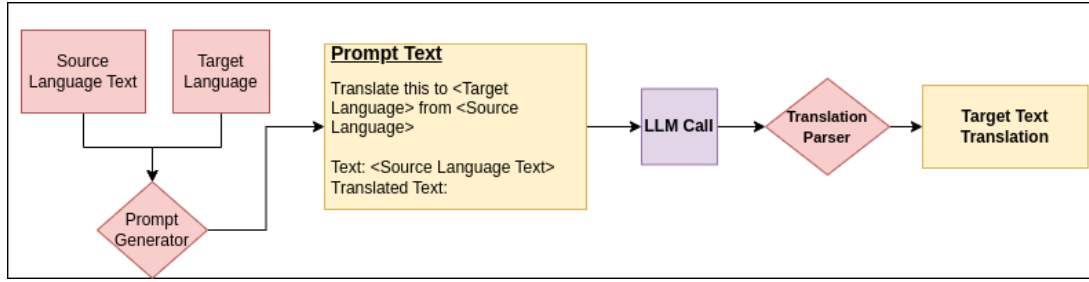 Source
Language Text
Target
Language
Prompt
Generator
Prompt Text
Translate this to <Target
Language> from <Source
Language>
Text: <Source Language Text>
Translated Text:
LLM Call
Translation
Parser
Target Text
Translation